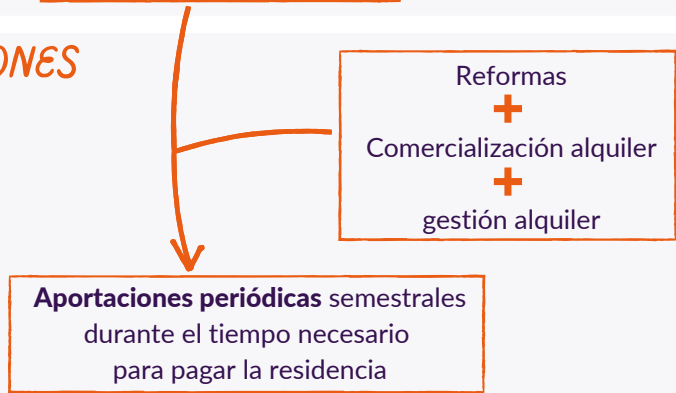 ONES
Reformas
+
Comercialización alquiler
+
gestión alquiler
Aportaciones periódicas semestrales
durante el tiempo necesario
para pagar la residencia